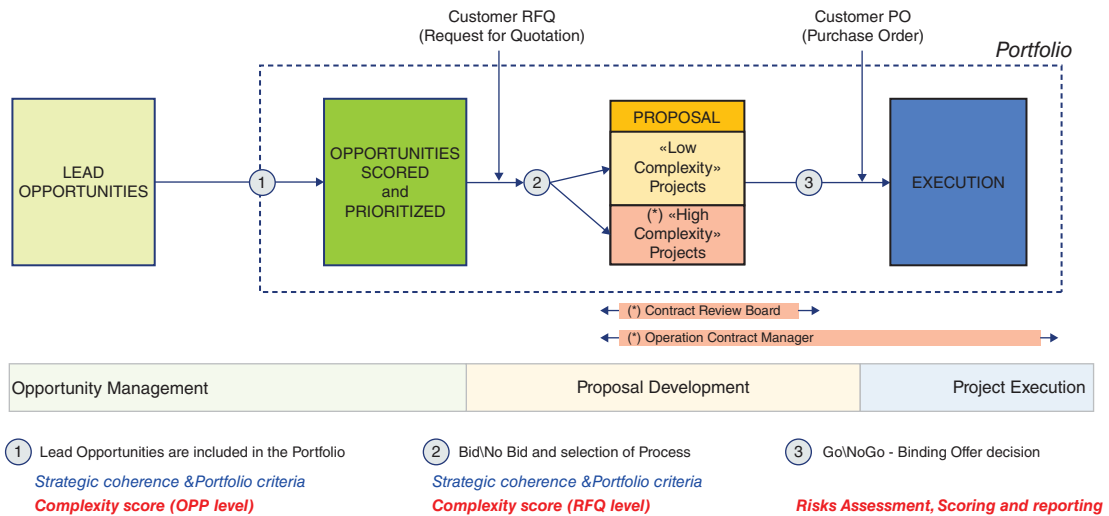 Customer RFQ
(Request for Quotation)
Customer PO
(Purchase Order)
Portfolio
LEAD
OPPORTUNITIES
1
OPPORTUNITIES
SCORED
and
PRIORITIZED
2
PROPOSAL
«Low
Complexity»
Projects
(*) «High
Complexity»
Projects
3
EXECUTION
(*) Contract Review Board
(*) Operation Contract Manager
Opportunity Management
Proposal Development
Project Execution
1 Lead Opportunities are included in the Portfolio
Strategic coherence &Portfolio criteria
Complexity score (OPP level)
2 Bid\No Bid and selection of Process
Strategic coherence &Portfolio criteria
Complexity score (RFQ level)
3 Go\NoGo - Binding Offer decision
Risks Assessment, Scoring and reporting